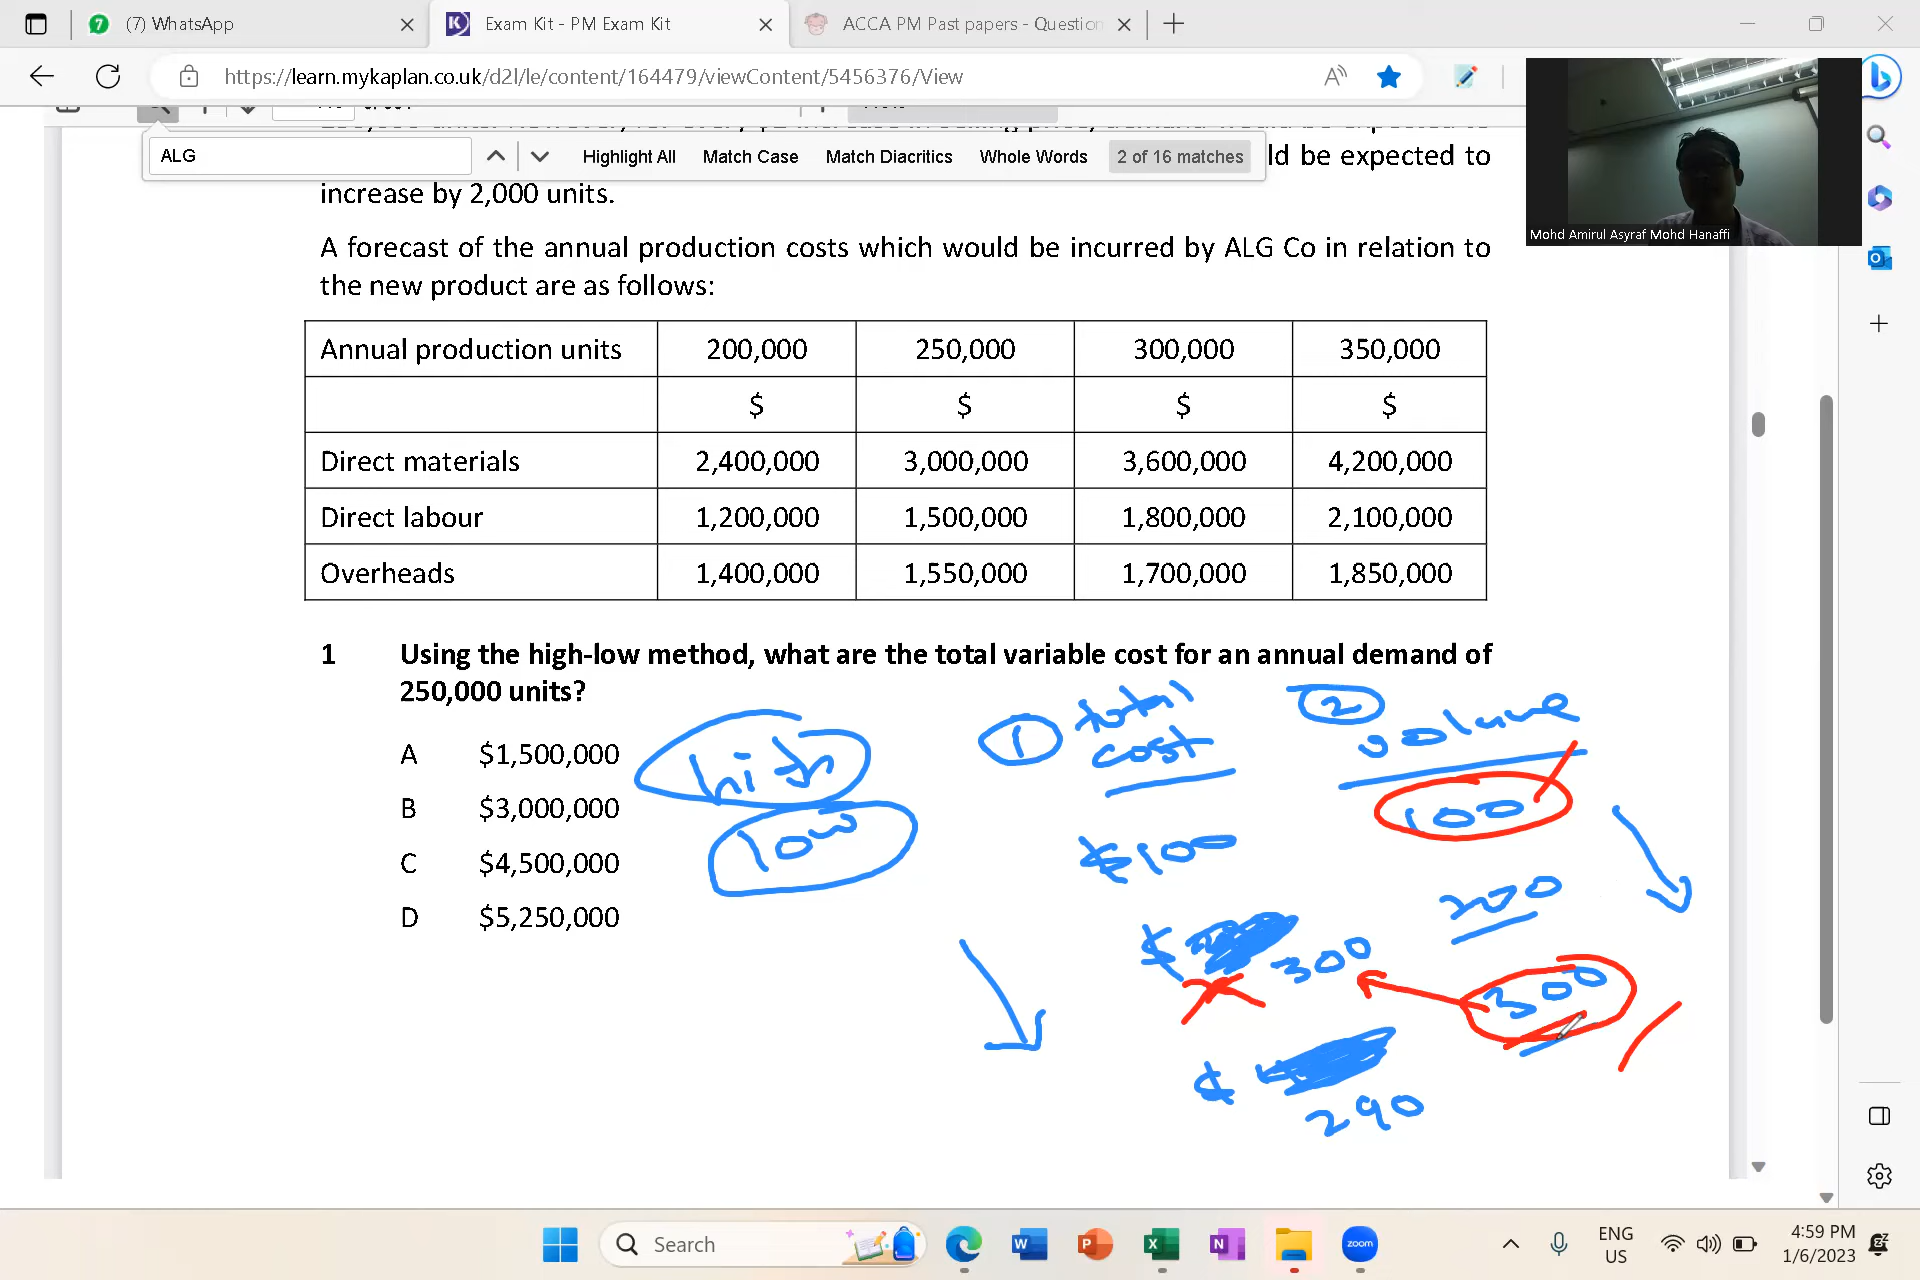 (7) WhatsApp
Exam Kit - PM Exam Kit
ACCA PM Past papers - Question
https://learn.mykaplan.co.uk/d2l/le/content/164479/viewContent/5456376/View
ALG
Highlight All
Match Case
Match Diacritics
Whole Words
2 of 16 matches
ld be expected to
increase by 2,000 units.
Mohd Amirul Asyraf Mohd Hanaffi
A forecast of the annual production costs which would be incurred by ALG Co in relation to
the new product are as follows:
Annual production units 200,000 250,000 300,000 350,000
$ $ $ $
Direct materials 2,400,000 3,000,000 3,600,000 4,200,000
Direct labour 1,200,000 1,500,000 1,800,000 2,100,000
Overheads 1,400,000 1,550,000 1,700,000 1,850,000
1 Using the high-low method, what are the total variable cost for an annual demand of
250,000 units?
A $1,500,000
B $3,000,000
C $4,500,000
D $5,250,000
high
low
1 total
cost
2
volume
100
$100
200
$ 300
300
$
290
Search
zoom
ENG
US
4:59 PM
1/6/2023